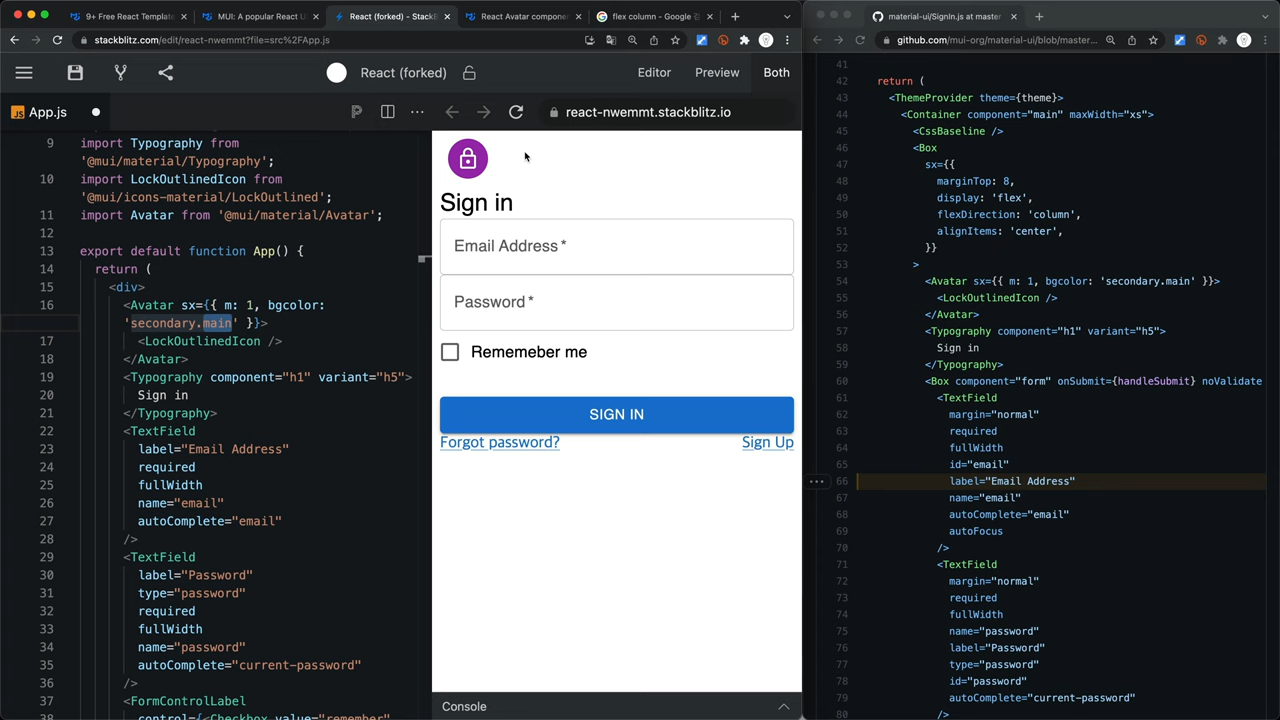 9+ Free React Template
MUI: A popular React U
React (forked) - StackB
React Avatar compone
flex column - Google
material-ui/SignIn.js at master
stackblitz.com/edit/react-nwemmt?file=src%2FApp.js
github.com/mui-org/material-ui/blob/master...
React (forked)
Editor
Preview
Both
JS App.js
react-nwemmt.stackblitz.io
9 import Typography from
'@mui/material/Typography';
10 import LockOutlinedIcon from
'@mui/icons-material/LockOutlined';
11 import Avatar from '@mui/material/Avatar';
12
13 export default function App() {
14 return (
15 <div>
16 <Avatar sx={{ m: 1, bgcolor:
'secondary.main' }}>
17 <LockOutlinedIcon />
18 </Avatar>
19 <Typography component="h1" variant="h5">
20 Sign in
21 </Typography>
22 <TextField
23 label="Email Address"
24 required
25 fullWidth
26 name="email"
27 autoComplete="email"
28 />
29 <TextField
30 label="Password"
31 type="password"
32 required
33 fullWidth
34 name="password"
35 autoComplete="current-password"
36 />
37 <FormControlLabel
38 control={<Checkbox value="remember"
Sign in
Email Address *
Password *
Rememeber me
SIGN IN
Forgot password?
Sign Up
Console
41
42 return (
43 <ThemeProvider theme={theme}>
44 <Container component="main" maxWidth="xs">
45 <CssBaseline />
46 <Box
47 sx={{
48 marginTop: 8,
49 display: 'flex',
50 flexDirection: 'column',
51 alignItems: 'center',
52 }}
53 >
54 <Avatar sx={{ m: 1, bgcolor: 'secondary.main' }}>
55 <LockOutlinedIcon />
56 </Avatar>
57 <Typography component="h1" variant="h5">
58 Sign in
59 </Typography>
60 <Box component="form" onSubmit={handleSubmit} noValidate
61 <TextField
62 margin="normal"
63 required
64 fullWidth
65 id="email"
66 label="Email Address"
67 name="email"
68 autoComplete="email"
69 autoFocus
70 />
71 <TextField
72 margin="normal"
73 required
74 fullWidth
75 name="password"
76 label="Password"
77 type="password"
78 id="password"
79 autoComplete="current-password"
80 />